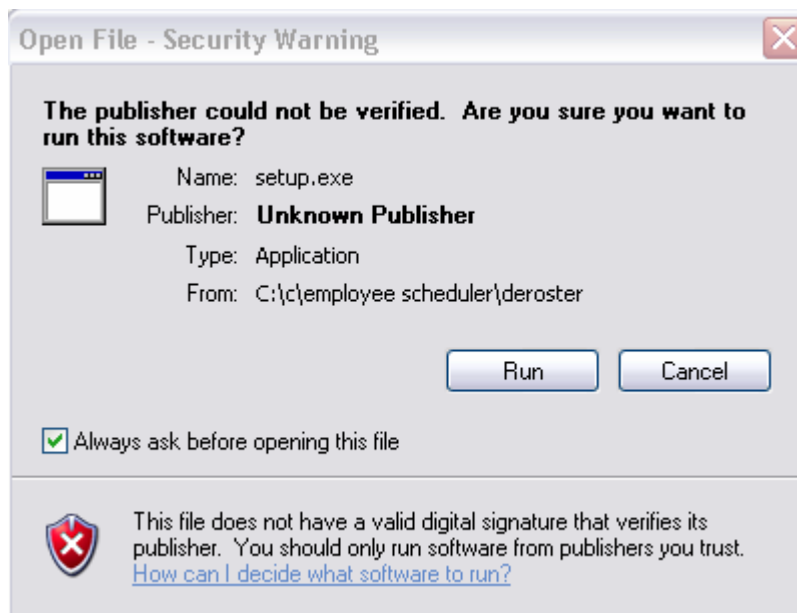 Open File - Security Warning
The publisher could not be verified.  Are you sure you want to
run this software?
Name: setup.exe
Publisher: Unknown Publisher
Type: Application
From: C:\c\employee scheduler\deroster
Run Cancel
Always ask before opening this file
This file does not have a valid digital signature that verifies its
publisher.  You should only run software from publishers you trust.
How can I decide what software to run?